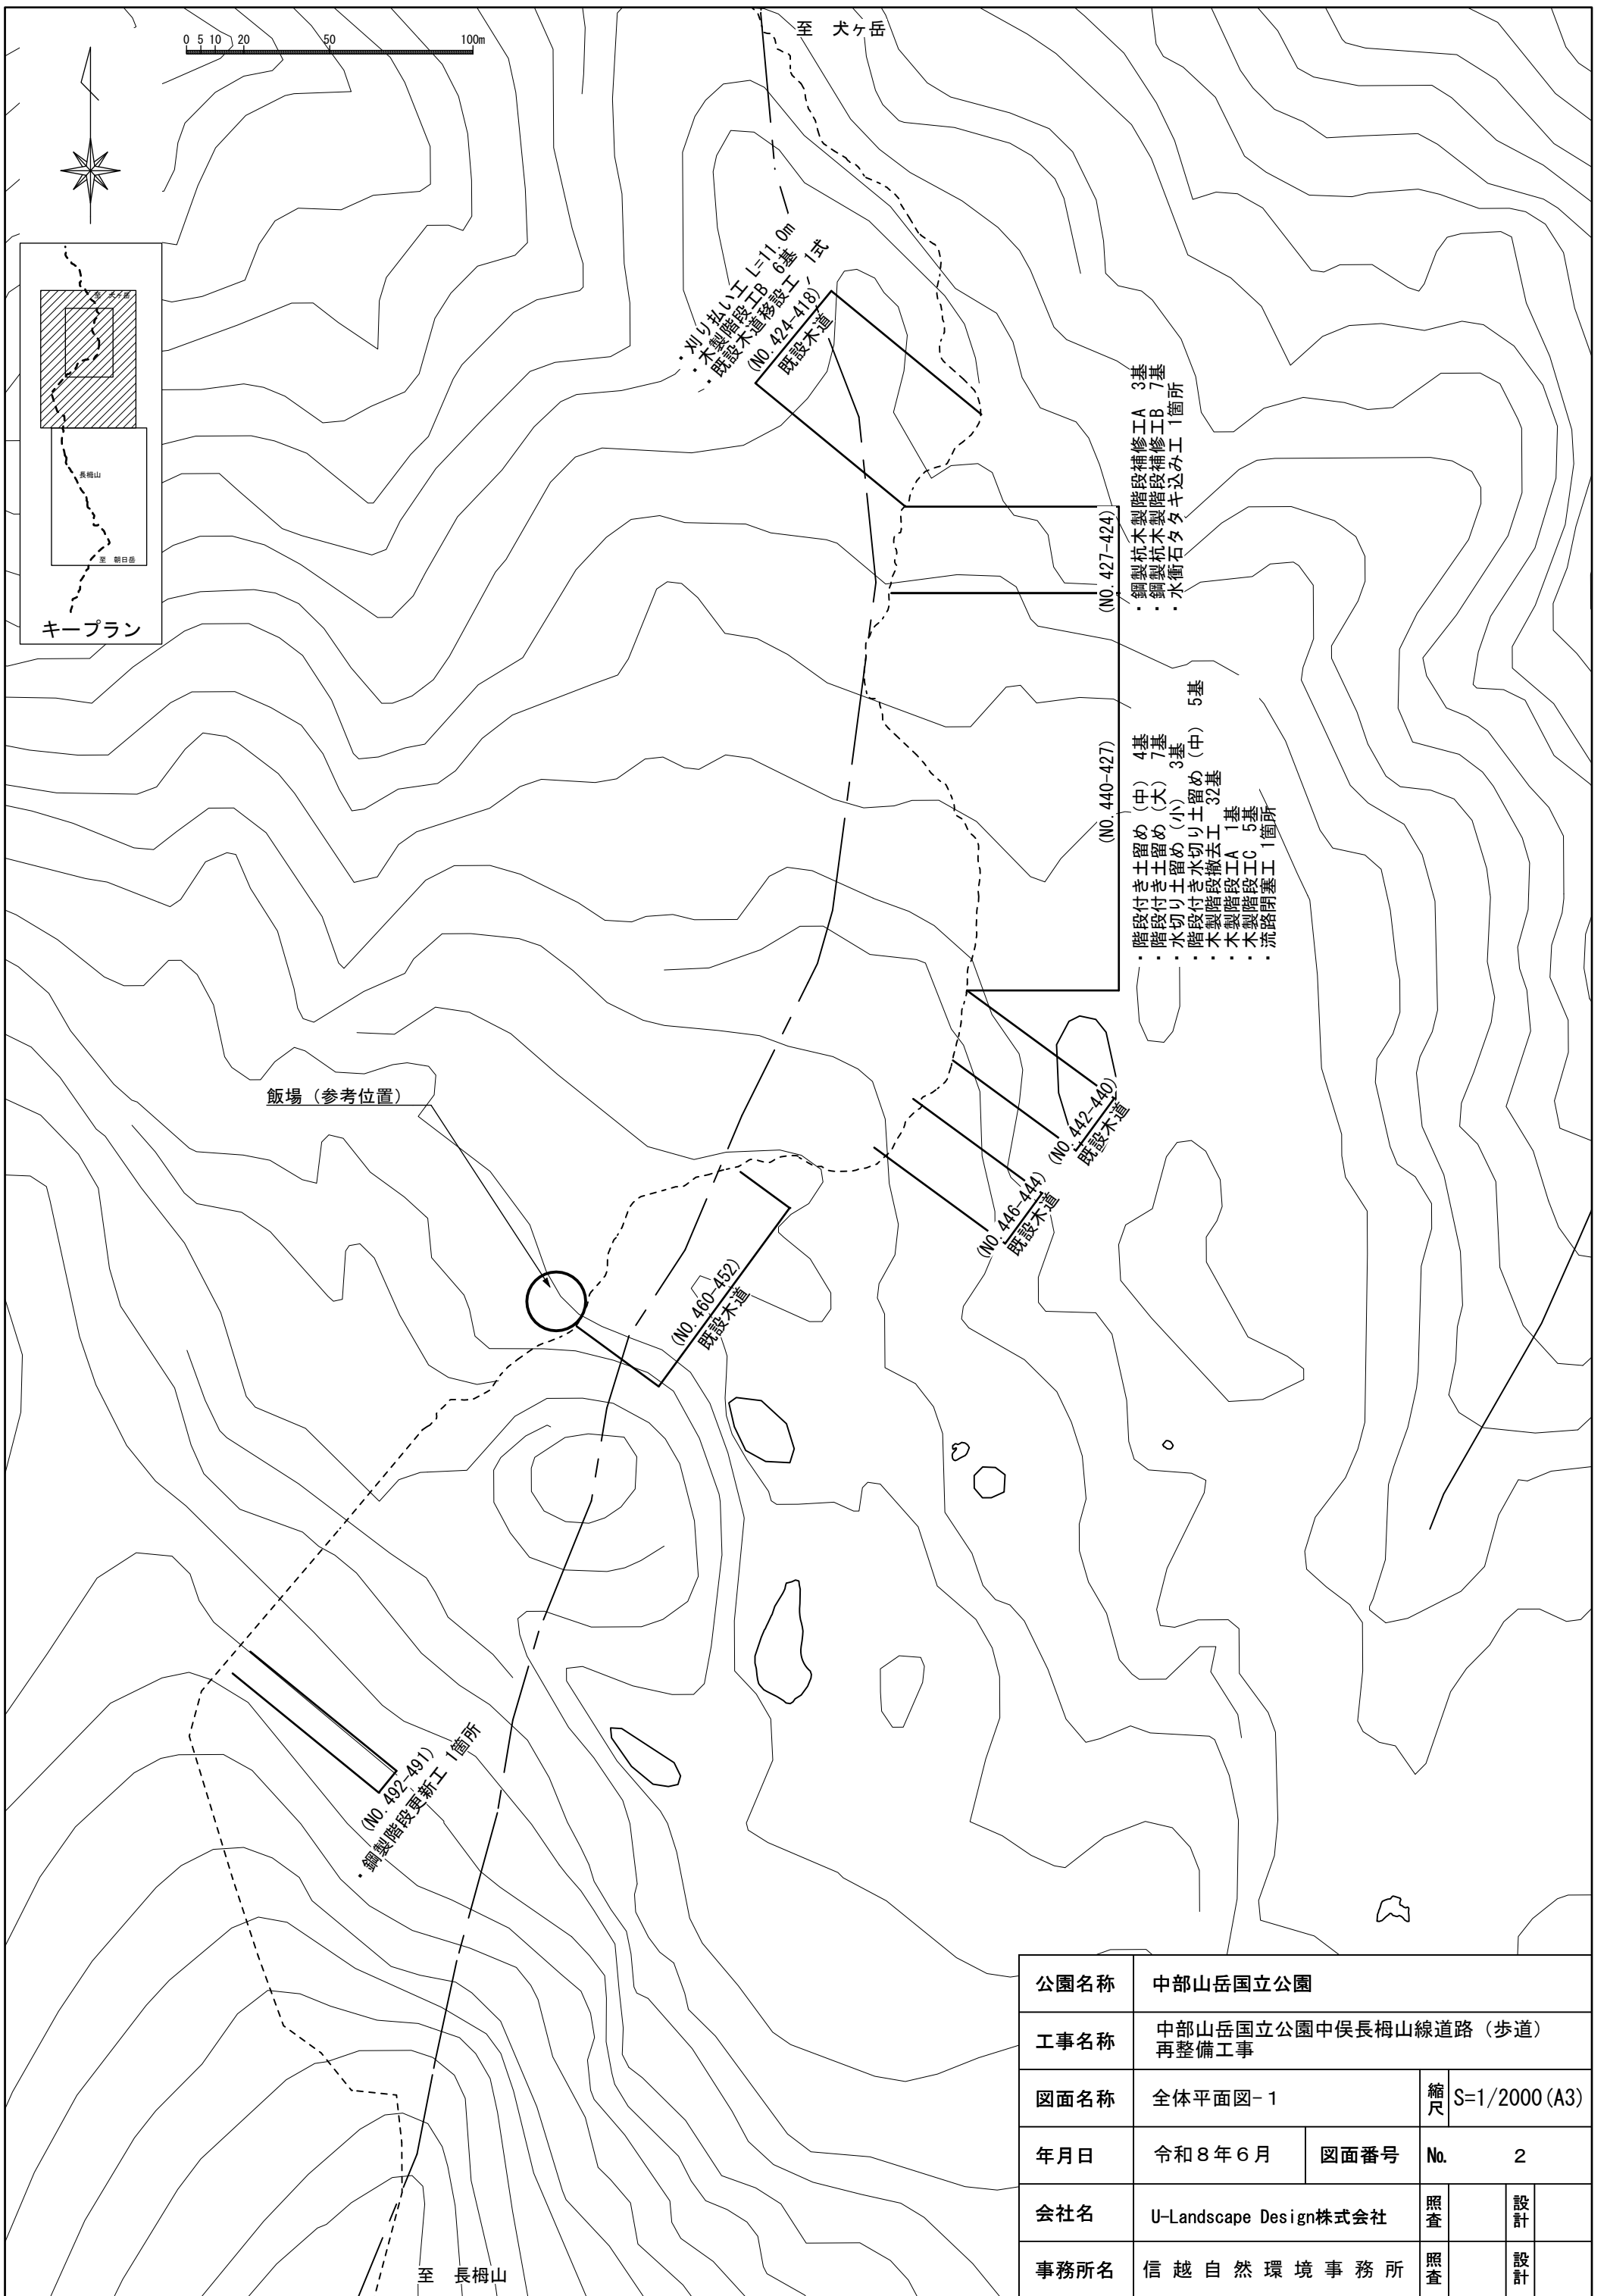 至　犬ヶ岳
0 5 10 20 50 100m
至　犬ヶ岳
長栂山
至　朝日岳
キープラン
・刈り払い工 L=11.0m
・木製階段工B 6基
・既設木道移設工 1式
(NO.424-418)
既設木道
(NO.427-424)
・鋼製杭木製階段補修工A 3基
・鋼製杭木製階段補修工B 7基
・水衝石タタキ込み工 1箇所
(NO.440-427)
・階段付き土留め（中） 4基
・階段付き土留め（大） 7基
・水切り土留め（小） 3基
・階段付き水切り土留め（中） 5基
・木製階段撤去工 32基
・木製階段工A 1基
・木製階段工C 5基
・流路閉塞工 1箇所
飯場（参考位置）
(NO.442-440)
既設木道
(NO.446-444)
既設木道
(NO.460-452)
既設木道
(NO.492-491)
・鋼製階段更新工 1箇所
至　長栂山
公園名称 中部山岳国立公園
工事名称 中部山岳国立公園中俣長栂山線道路（歩道）
再整備工事
図面名称 全体平面図-1 縮尺 S=1/2000(A3)
年月日 令和８年６月 図面番号 No. 2
会社名 U-Landscape Design株式会社 照査 設計
事務所名 信越自然環境事務所 照査 設計